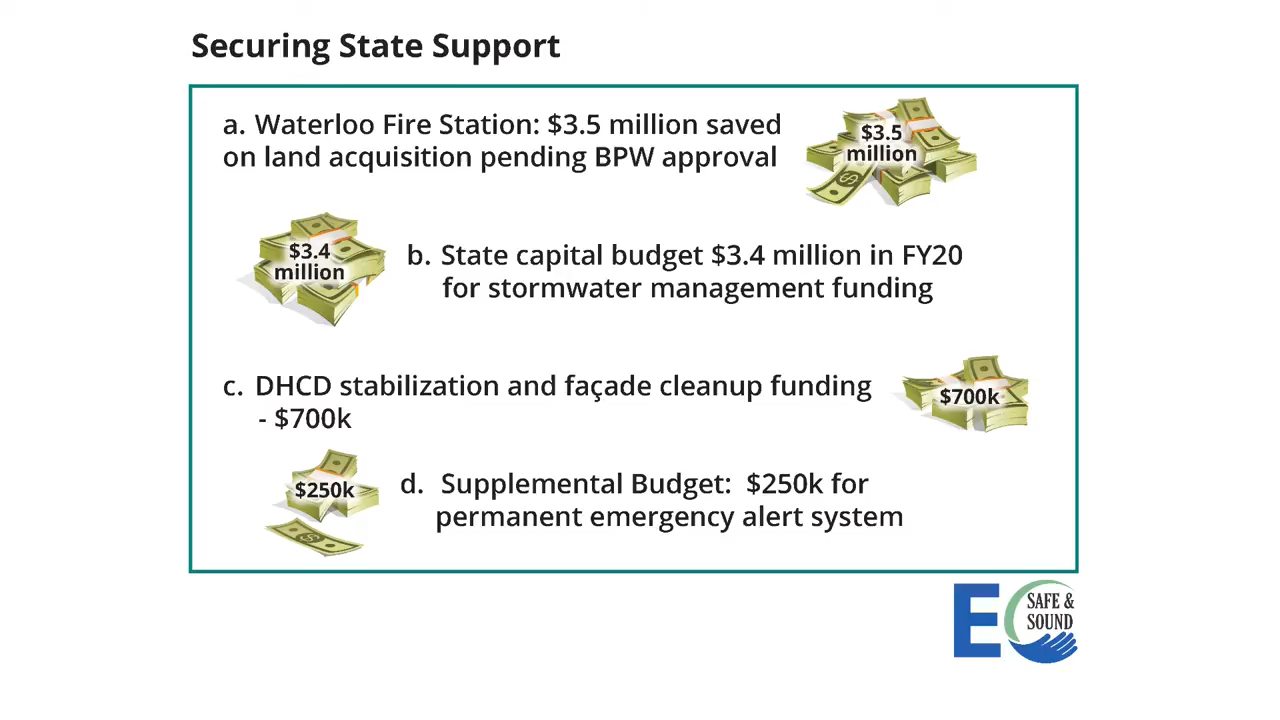 Securing State Support
a. Waterloo Fire Station: $3.5 million saved
on land acquisition pending BPW approval
$3.5
million
$3.4
million
b. State capital budget $3.4 million in FY20
for stormwater management funding
c. DHCD stabilization and façade cleanup funding
- $700k
$700k
$250k
d. Supplemental Budget: $250k for
permanent emergency alert system
EC
SAFE &
SOUND